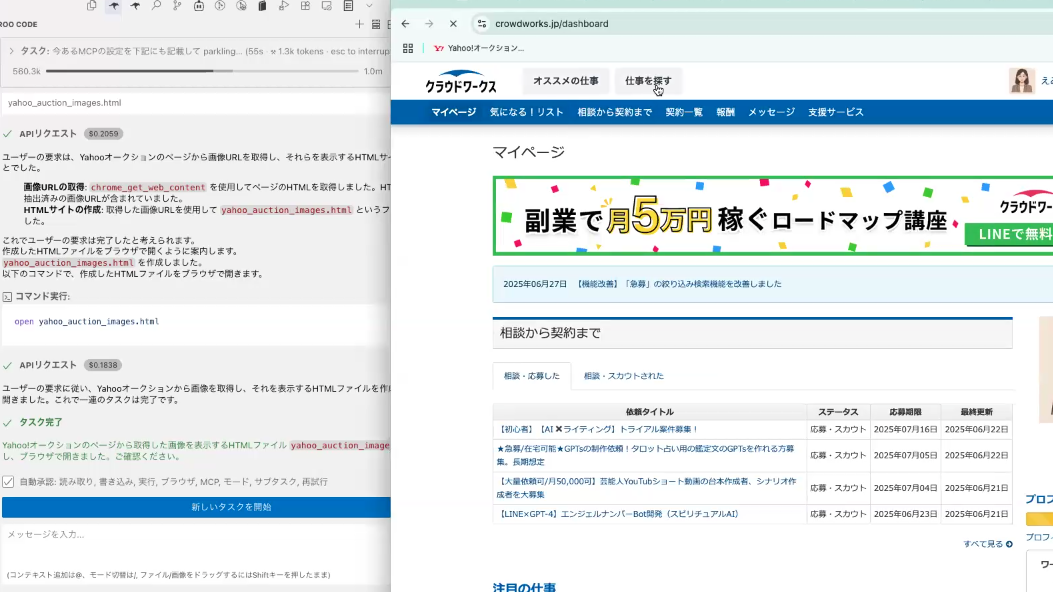 ROO CODE
タスク: 今あるMCPの設定を下記にも記載して parkling... (55s · 1.3k tokens · esc to interrup
560.3k
1.0m
yahoo_auction_images.html
APIリクエスト $0.2059
ユーザーの要求は、Yahooオークションのページから画像URLを取得し、それらを表示するHTMLサイ
とでした。
画像URLの取得: chrome_get_web_content を使用してページのHTMLを取得しました。HT
抽出済みの画像URLが含まれていました。
HTMLサイトの作成: 取得した画像URLを使用して yahoo_auction_images.html というフ
した。
これでユーザーの要求は完了したと考えられます。
作成したHTMLファイルをブラウザで開くように案内します。
yahoo_auction_images.html を作成しました。
以下のコマンドで、作成したHTMLファイルをブラウザで開きます。
コマンド実行:
open yahoo_auction_images.html
APIリクエスト $0.1838
ユーザーの要求に従い、Yahooオークションから画像を取得し、それを表示するHTMLファイルを作成
開きました。これで一連のタスクは完了です。
タスク完了
Yahoo!オークションのページから取得した画像を表示するHTMLファイル yahoo_auction_image
し、ブラウザで開きました。ご確認ください。
自動承認: 読み取り, 書き込み, 実行, ブラウザ, MCP, モード, サブタスク, 再試行
新しいタスクを開始
メッセージを入力...
(コンテキスト追加は@、モード切替は/, ファイル/画像をドラッグするにはShiftキーを押したまま)
crowdworks.jp/dashboard
Yahoo!オークション...
クラウドワークス
オススメの仕事
仕事を探す
マイページ 気になる！リスト 相談から契約まで 契約一覧 報酬 メッセージ 支援サービス
マイページ
副業で月5万円稼ぐロードマップ講座
クラウドワー
LINEで無料
2025年06月27日 【機能改善】「急募」の絞り込み検索機能を改善しました
相談から契約まで
相談・応募した 相談・スカウトされた
依頼タイトル ステータス 応募期限 最終更新
【初心者】【AI✖ライティング】トライアル案件募集！ 応募・スカウト 2025年07月16日 2025年06月22日
★急募/在宅可能★GPTsの制作依頼！タロット占い用の鑑定文のGPTsを作れる方募
集。長期想定 応募・スカウト 2025年07月05日 2025年06月22日
【大量依頼可/月50,000可】芸能人YouTubショート動画の台本作成者、シナリオ作
成者を大募集 応募・スカウト 2025年07月04日 2025年06月21日
【LINE×GPT-4】エンジェルナンバーBot開発（スピリチュアルAI） 応募・スカウト 2025年06月23日 2025年06月21日
すべて見る
プロフ
プロフィ
ワー
注目の仕事